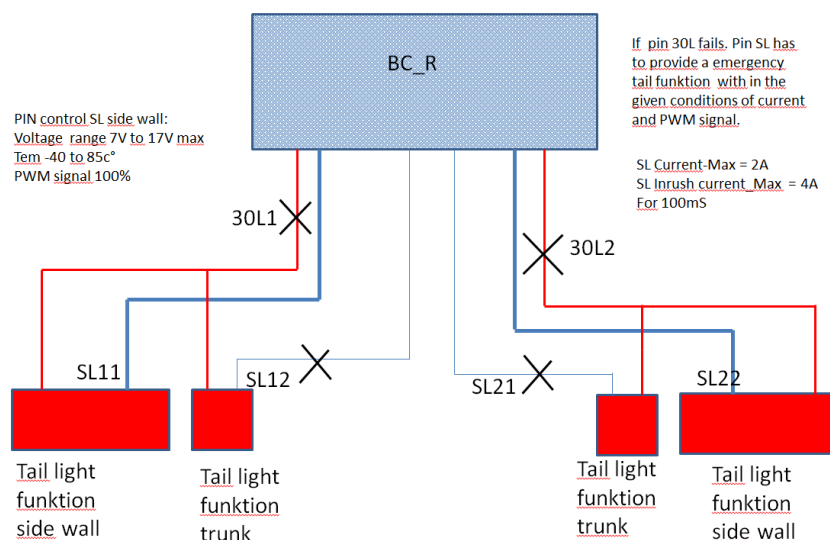 BC_R
If pin 30L fails. Pin SL has
to provide a emergency
tail funktion with in the
given conditions of current
and PWM signal.
SL Current-Max = 2A
SL Inrush current_Max = 4A
For 100mS
PIN control SL side wall:
Voltage range 7V to 17V max
Tem -40 to 85c°
PWM signal 100%
30L1
30L2
SL11
SL12
SL21
SL22
Tail light
funktion
side wall
Tail light
funktion
trunk
Tail light
funktion
trunk
Tail light
funktion
side wall